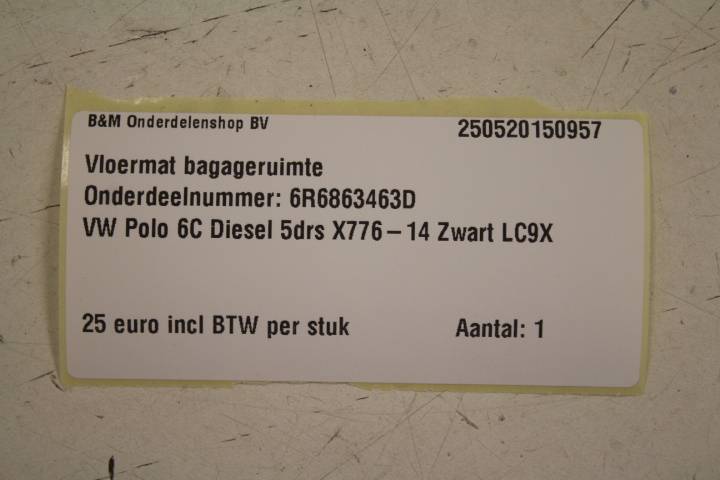 B&M Onderdelenshop BV 250520150957
Vloermat bagageruimte
Onderdeelnummer: 6R6863463D
VW Polo 6C Diesel 5drs X776-14 Zwart LC9X
25 euro incl BTW per stuk Aantal: 1